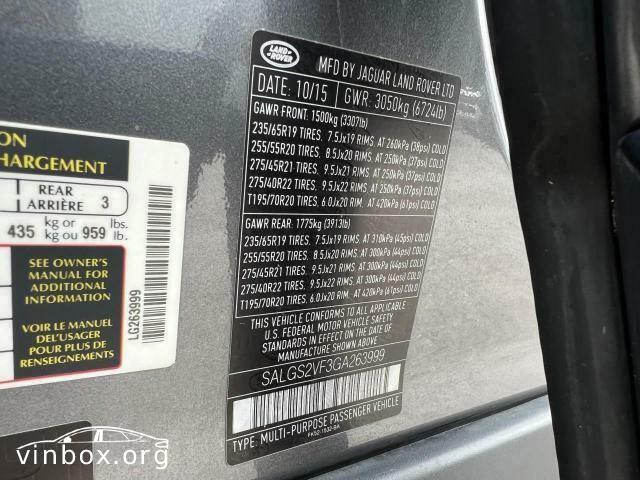 ON
HARGEMENT
REAR
ARRIÈRE 3
kg or lbs.
435 kg ou 959 lb.
SEE OWNER'S
MANUAL FOR
ADDITIONAL
INFORMATION
VOIR LE MANUEL
DE L'USAGER
POUR PLUS DE
RENSEIGNEMENTS
LG263999
LAND ROVER
MFD BY JAGUAR LAND ROVER LTD
DATE: 10/15 GWR: 3050kg (6724lb)
GAWR FRONT: 1500kg (3307lb)
235/65R19 TIRES, 7.5Jx19 RIMS, AT 260kPa (38psi) COLD
255/55R20 TIRES, 8.5Jx20 RIMS, AT 250kPa (37psi) COLD
275/45R21 TIRES, 9.5Jx21 RIMS, AT 250kPa (37psi) COLD
275/40R22 TIRES, 9.5Jx22 RIMS, AT 250kPa (37psi) COLD
T195/70R20 TIRES, 6.0Jx20 RIM, AT 420kPa (61psi) COLD
GAWR REAR: 1775kg (3913lb)
235/65R19 TIRES, 7.5Jx19 RIMS, AT 310kPa (45psi) COLD
255/55R20 TIRES, 8.5Jx20 RIMS, AT 300kPa (44psi) COLD
275/45R21 TIRES, 9.5Jx21 RIMS, AT 300kPa (44psi) COLD
275/40R22 TIRES, 9.5Jx22 RIMS, AT 300kPa (44psi) COLD
T195/70R20 TIRES, 6.0Jx20 RIM, AT 420kPa (61psi) COLD
THIS VEHICLE CONFORMS TO ALL APPLICABLE
U.S. FEDERAL MOTOR VEHICLE SAFETY
STANDARDS IN EFFECT ON THE DATE OF
MANUFACTURE SHOWN ABOVE
SALGS2VF3GA263999
TYPE: MULTI-PURPOSE PASSENGER VEHICLE
vinbox.org